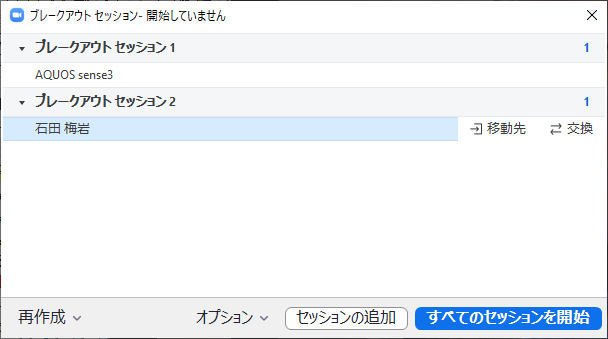 ブレークアウト セッション - 開始していません
ブレークアウト セッション 1 1
AQUOS sense3
ブレークアウト セッション 2 1
石田 梅岩 移動先 交換
再作成 オプション セッションの追加 すべてのセッションを開始